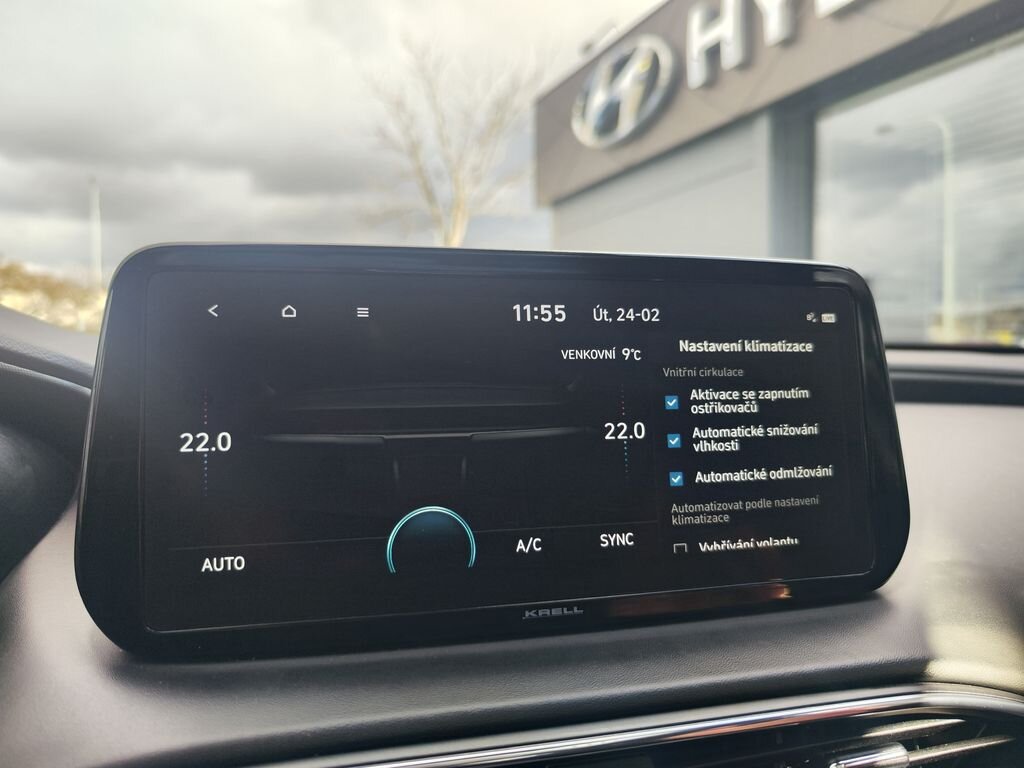 HY
11:55 Út, 24-02
LIVE
VENKOVNÍ 9°C
22.0
22.0
AUTO
A/C
SYNC
Nastavení klimatizace
Vnitřní cirkulace
Aktivace se zapnutím
ostřikovačů
Automatické snižování
vlhkosti
Automatické odmlžování
Automatizovat podle nastavení
klimatizace
Vyhřívání volantu
KRELL